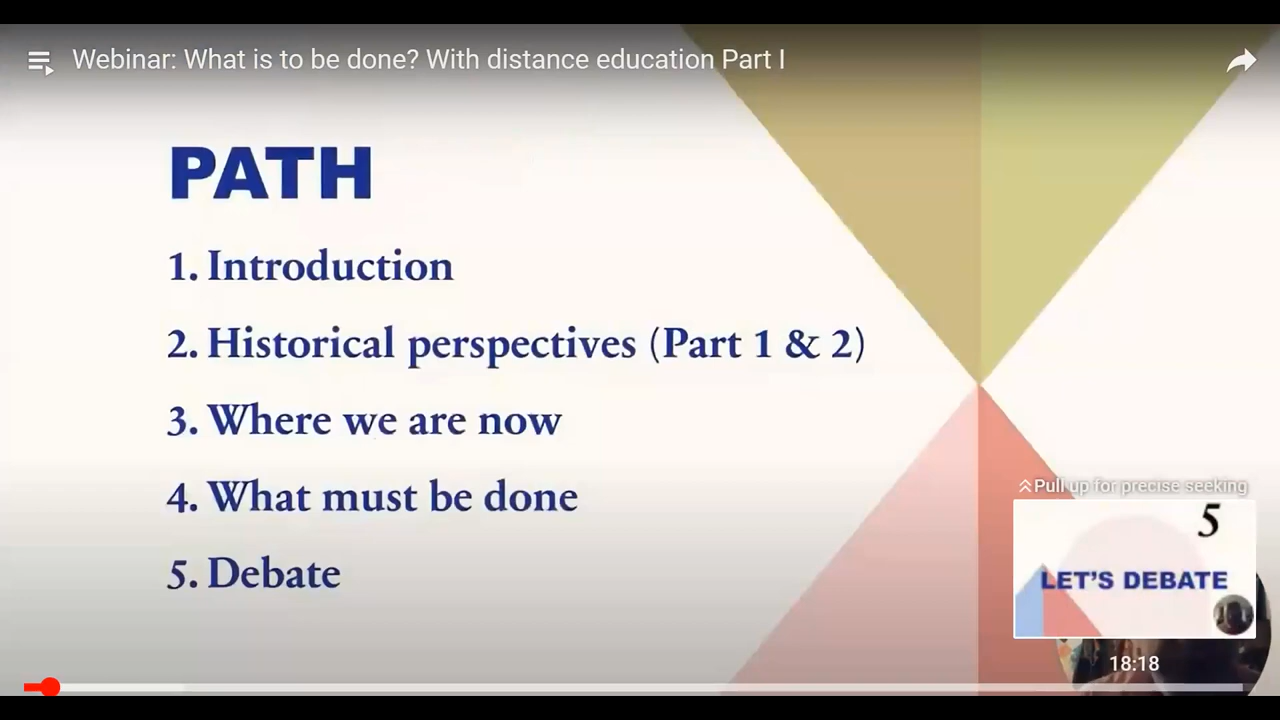 Webinar: What is to be done? With distance education Part I
PATH
1. Introduction
2. Historical perspectives (Part 1 & 2)
3. Where we are now
4. What must be done
5. Debate
Pull up for precise seeking
5
LET'S DEBATE
18:18